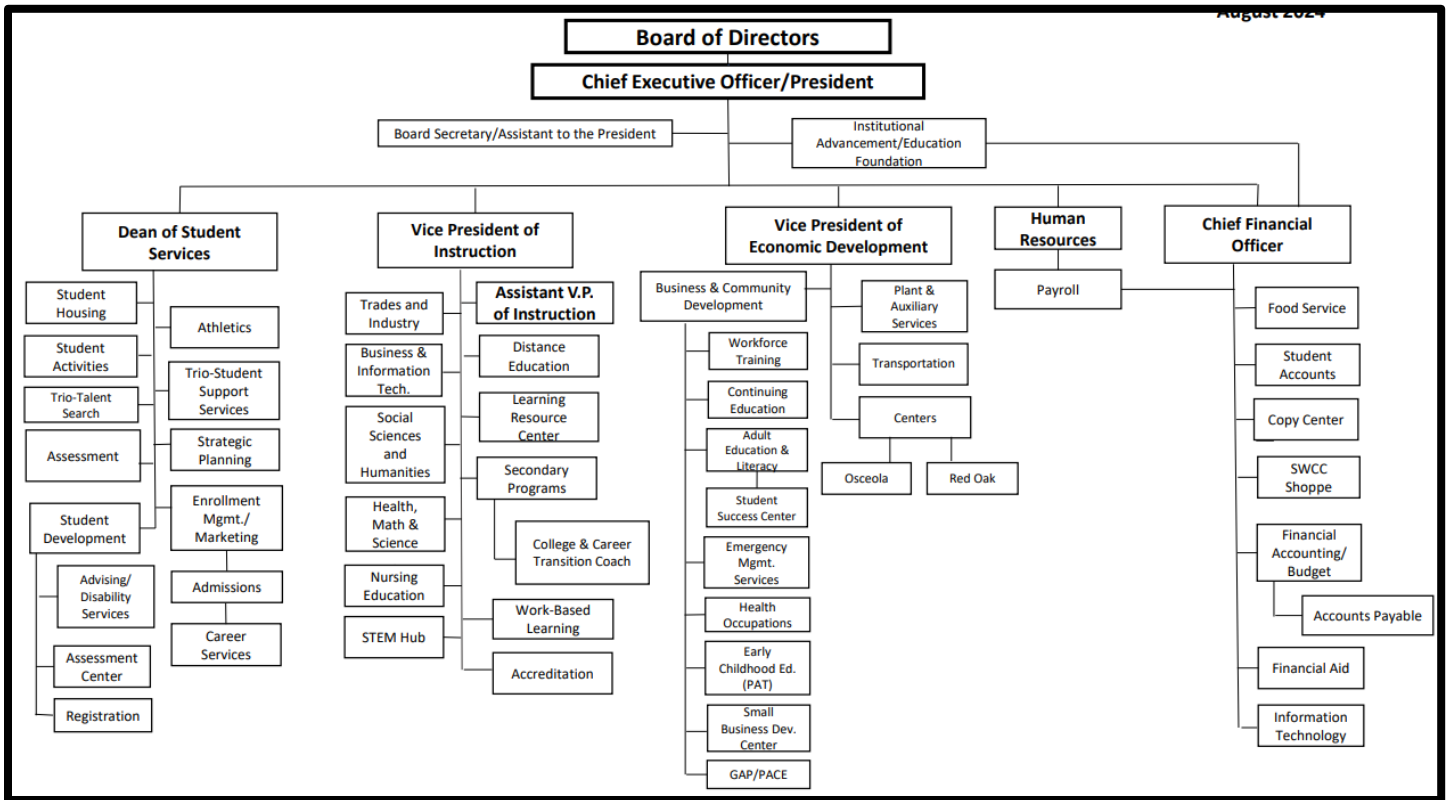 August 2024
Board of Directors
Chief Executive Officer/President
Board Secretary/Assistant to the President
Institutional
Advancement/Education
Foundation
Dean of Student
Services
Student
Housing
Athletics
Student
Activities
Trio-Student
Support
Services
Trio-Talent
Search
Strategic
Planning
Assessment
Enrollment
Mgmt./
Marketing
Student
Development
Advising/
Disability
Services
Admissions
Career
Services
Assessment
Center
Registration
Vice President of
Instruction
Assistant V.P.
of Instruction
Trades and
Industry
Distance
Education
Business &
Information
Tech.
Learning
Resource
Center
Social
Sciences
and
Humanities
Secondary
Programs
Health,
Math &
Science
College & Career
Transition Coach
Nursing
Education
Work-Based
Learning
STEM Hub
Accreditation
Vice President of
Economic Development
Business & Community
Development
Plant &
Auxiliary
Services
Workforce
Training
Transportation
Continuing
Education
Centers
Adult
Education &
Literacy
Osceola
Red Oak
Student
Success Center
Emergency
Mgmt.
Services
Health
Occupations
Early
Childhood Ed.
(PAT)
Small
Business Dev.
Center
GAP/PACE
Human
Resources
Payroll
Chief Financial
Officer
Food Service
Student
Accounts
Copy Center
SWCC
Shoppe
Financial
Accounting/
Budget
Accounts Payable
Financial Aid
Information
Technology